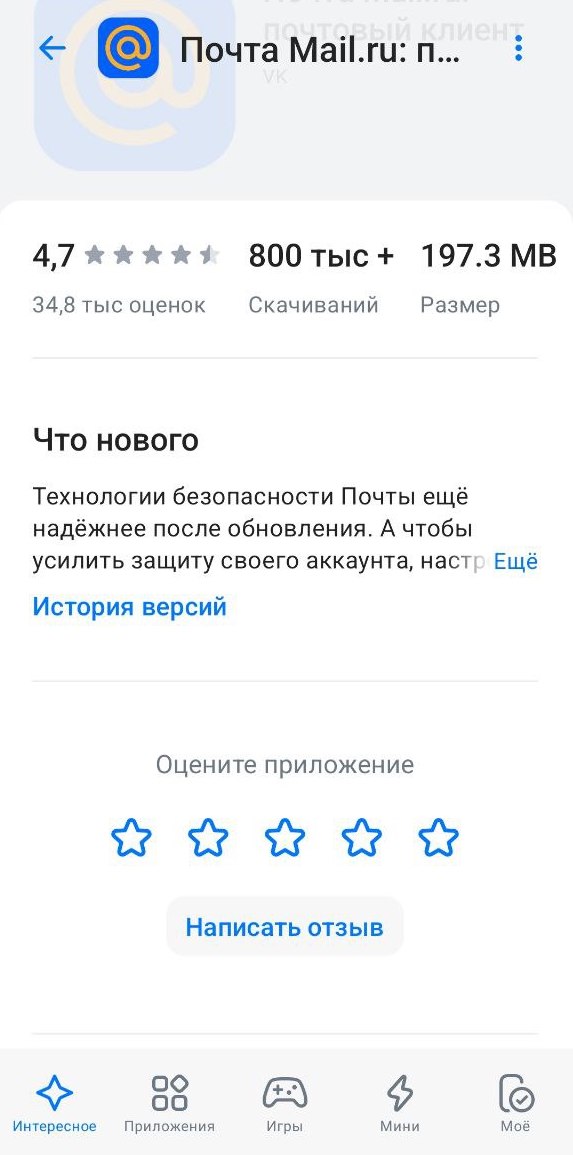 почтовый клиент
Почта Mail.ru: п...
VK
4,7
800 тыс +
197.3 MB
34,8 тыс оценок
Скачиваний
Размер
Что нового
Технологии безопасности Почты ещё
надёжнее после обновления. А чтобы
усилить защиту своего аккаунта, настр Ещё
История версий
Оцените приложение
Написать отзыв
Интересное
Приложения
Игры
Мини
Моё